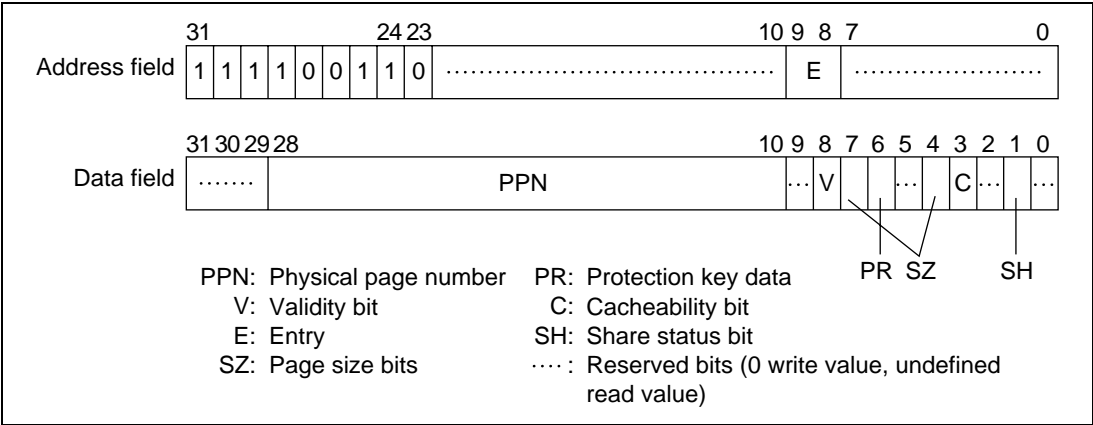 31 24 23 10 9 8 7 0
Address field 1 1 1 1 0 0 1 1 0 ⋯ E ⋯
31 30 29 28 10 9 8 7 6 5 4 3 2 1 0
Data field ⋯ PPN ⋯ V ⋯ C ⋯ ⋯
PR SZ SH
PPN: Physical page number PR: Protection key data
V: Validity bit C: Cacheability bit
E: Entry SH: Share status bit
SZ: Page size bits ····: Reserved bits (0 write value, undefined
read value)